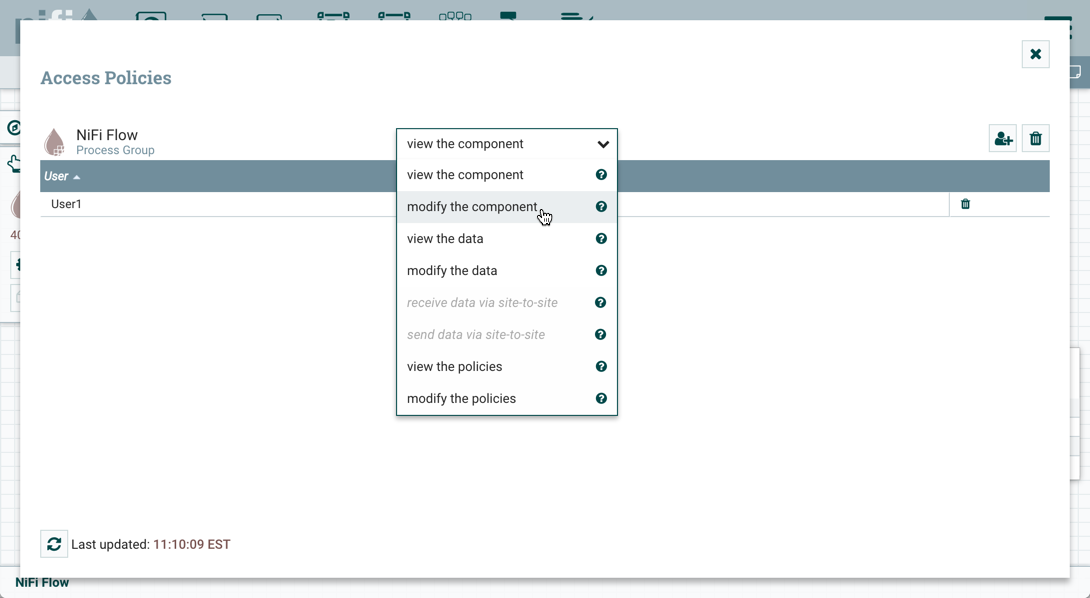 Access Policies
NiFi Flow
Process Group
view the component
User
view the component
User1
modify the component
view the data
modify the data
receive data via site-to-site
send data via site-to-site
view the policies
modify the policies
Last updated: 11:10:09 EST
NiFi Flow